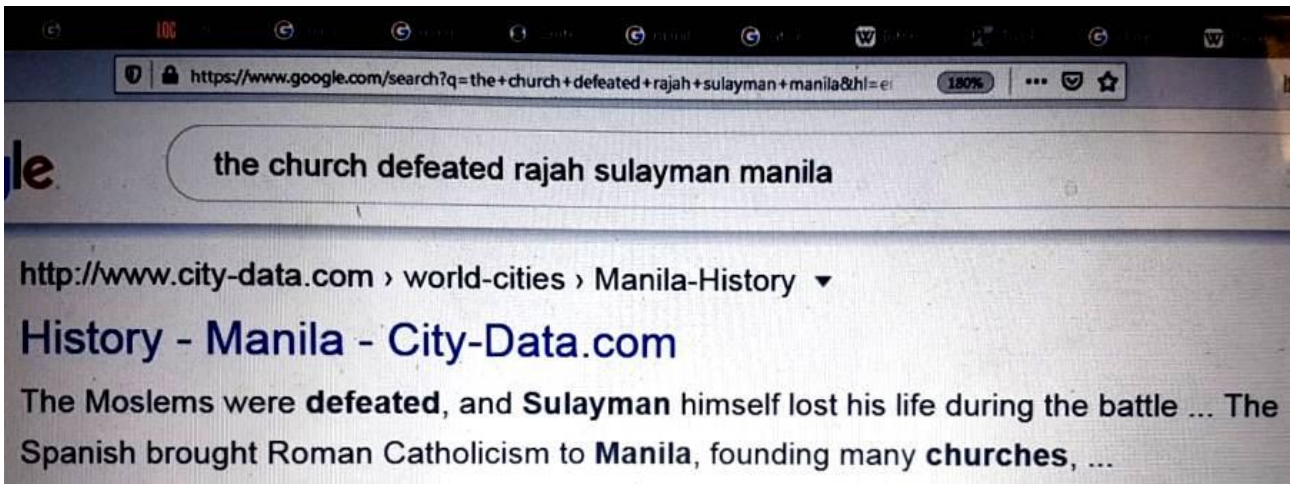 LOC
https://www.google.com/search?q=the+church+defeated+rajah+sulayman+manila&hl=e
180%
le
the church defeated rajah sulayman manila
http://www.city-data.com › world-cities › Manila-History
History - Manila - City-Data.com
The Moslems were defeated, and Sulayman himself lost his life during the battle ... The
Spanish brought Roman Catholicism to Manila, founding many churches, ...